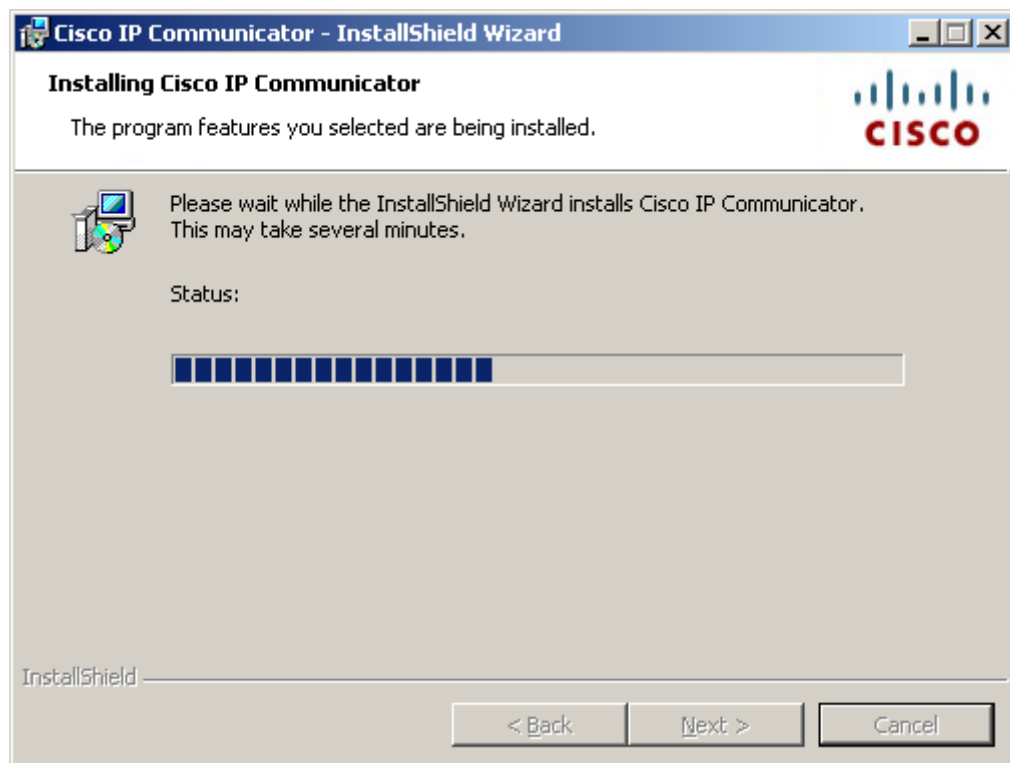 Cisco IP Communicator - InstallShield Wizard
Installing Cisco IP Communicator
The program features you selected are being installed.
CISCO
Please wait while the InstallShield Wizard installs Cisco IP Communicator.
This may take several minutes.
Status:
InstallShield
< Back
Next >
Cancel